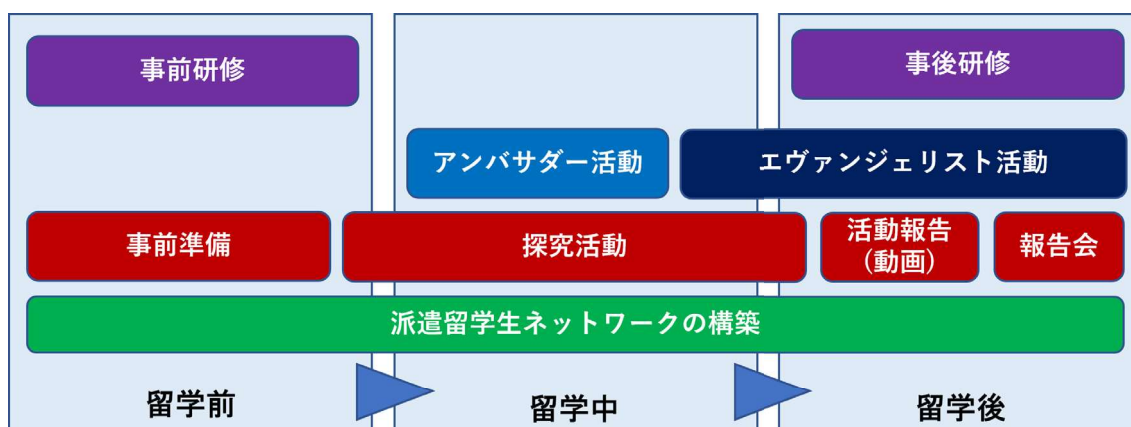 事前研修
事後研修
アンバサダー活動
エヴァンジェリスト活動
事前準備
探究活動
活動報告
(動画)
報告会
派遣留学生ネットワークの構築
留学前
留学中
留学後